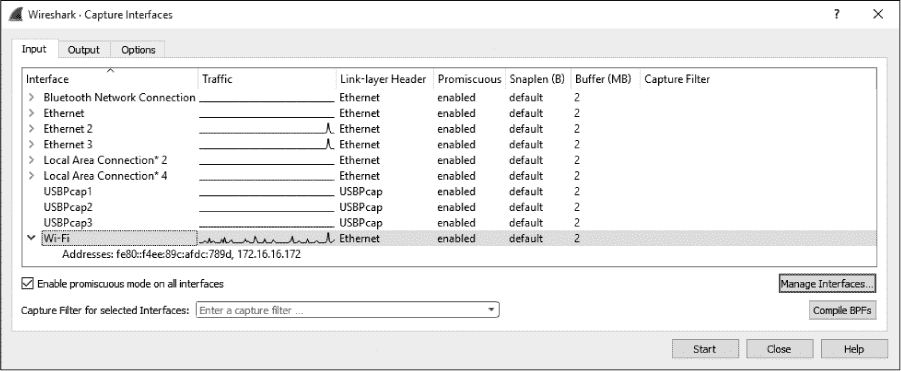 Wireshark - Capture Interfaces ? ×
Input Output Options
Interface Traffic Link-layer Header Promiscuous Snaplen (B) Buffer (MB) Capture Filter
Bluetooth Network Connection Ethernet enabled default 2
Ethernet Ethernet enabled default 2
Ethernet 2 Ethernet enabled default 2
Ethernet 3 Ethernet enabled default 2
Local Area Connection* 2 Ethernet enabled default 2
Local Area Connection* 4 Ethernet enabled default 2
USBPcap1 USBPcap enabled default 2
USBPcap2 USBPcap enabled default 2
USBPcap3 USBPcap enabled default 2
Wi-Fi Ethernet enabled default 2
Addresses: fe80::f4ee:89c:afdc:789d, 172.16.16.172
Enable promiscuous mode on all interfaces Manage Interfaces...
Capture Filter for selected Interfaces: Enter a capture filter ... Compile BPFs
Start Close Help